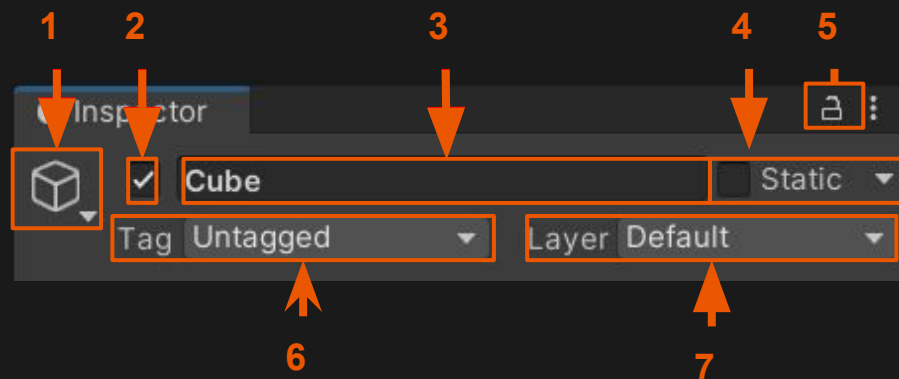 1 2 3 4 5
Inspector
Cube Static
Tag Untagged Layer Default
6 7